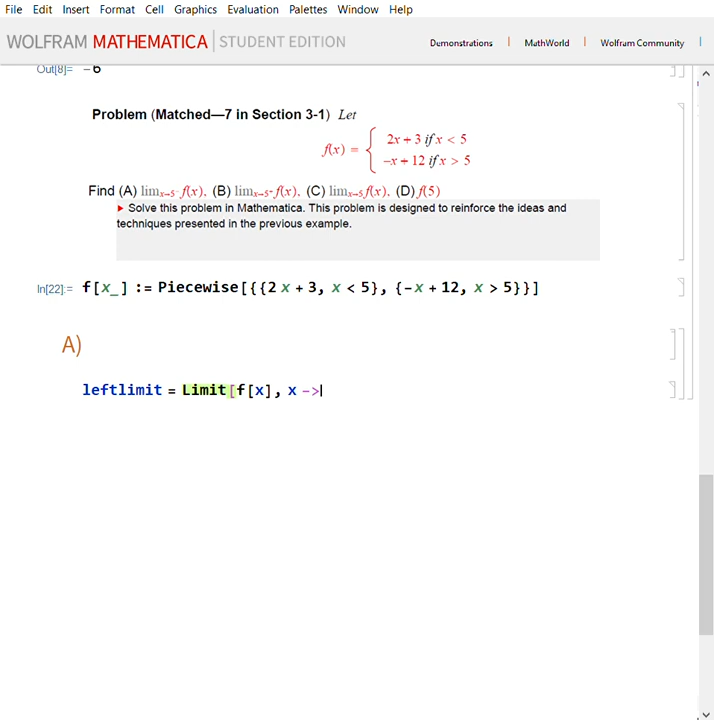 File Edit Insert Format Cell Graphics Evaluation Palettes Window Help
WOLFRAM MATHEMATICA | STUDENT EDITION Demonstrations | MathWorld | Wolfram Community |
Out[8]= -6
Problem (Matched—7 in Section 3-1) Let
f(x) = { 2x + 3 if x < 5
-x + 12 if x > 5
Find (A) lim x→5⁻ f(x), (B) lim x→5⁺ f(x), (C) lim x→5 f(x), (D) f(5)
▶ Solve this problem in Mathematica. This problem is designed to reinforce the ideas and
techniques presented in the previous example.
In[22]:= f[x_] := Piecewise[{{2 x + 3, x < 5}, {-x + 12, x > 5}}]
A)
leftlimit = Limit[f[x], x ->